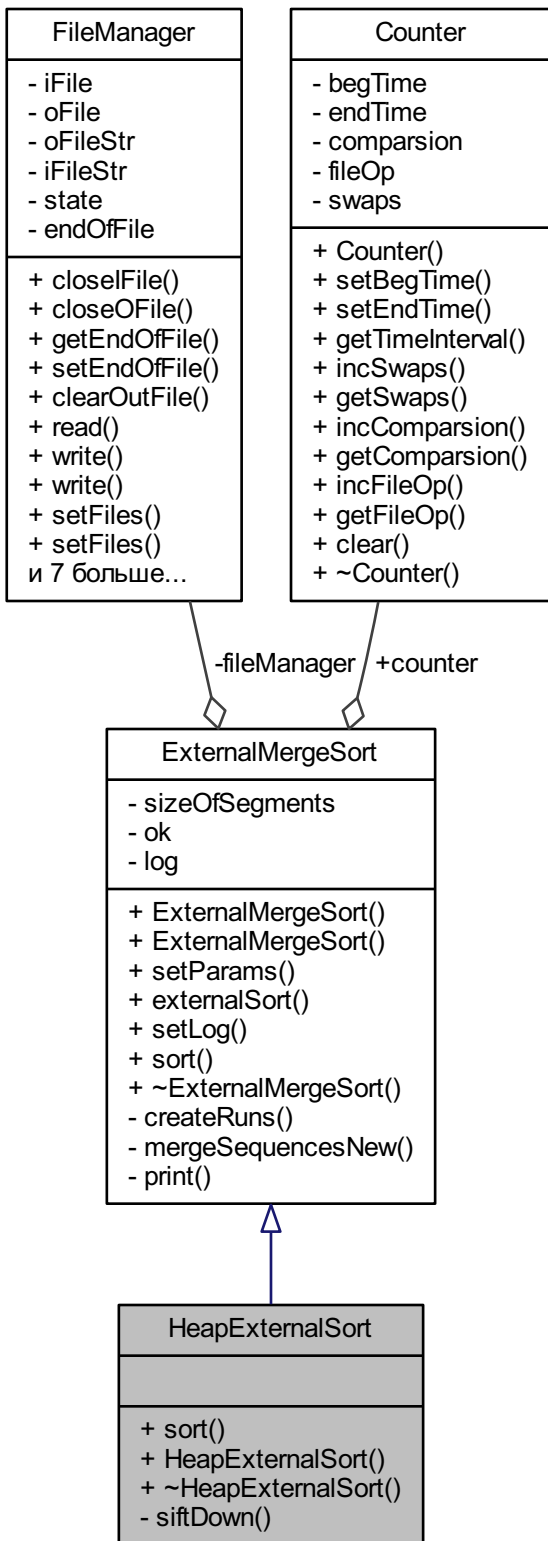 FileManager
- iFile
- oFile
- oFileStr
- iFileStr
- state
- endOfFile
+ closeIFile()
+ closeOFile()
+ getEndOfFile()
+ setEndOfFile()
+ clearOutFile()
+ read()
+ write()
+ write()
+ setFiles()
+ setFiles()
и 7 больше...
Counter
- begTime
- endTime
- comparsion
- fileOp
- swaps
+ Counter()
+ setBegTime()
+ setEndTime()
+ getTimeInterval()
+ incSwaps()
+ getSwaps()
+ incComparsion()
+ getComparsion()
+ incFileOp()
+ getFileOp()
+ clear()
+ ~Counter()
-fileManager
+counter
ExternalMergeSort
- sizeOfSegments
- ok
- log
+ ExternalMergeSort()
+ ExternalMergeSort()
+ setParams()
+ externalSort()
+ setLog()
+ sort()
+ ~ExternalMergeSort()
- createRuns()
- mergeSequencesNew()
- print()
HeapExternalSort
+ sort()
+ HeapExternalSort()
+ ~HeapExternalSort()
- siftDown()